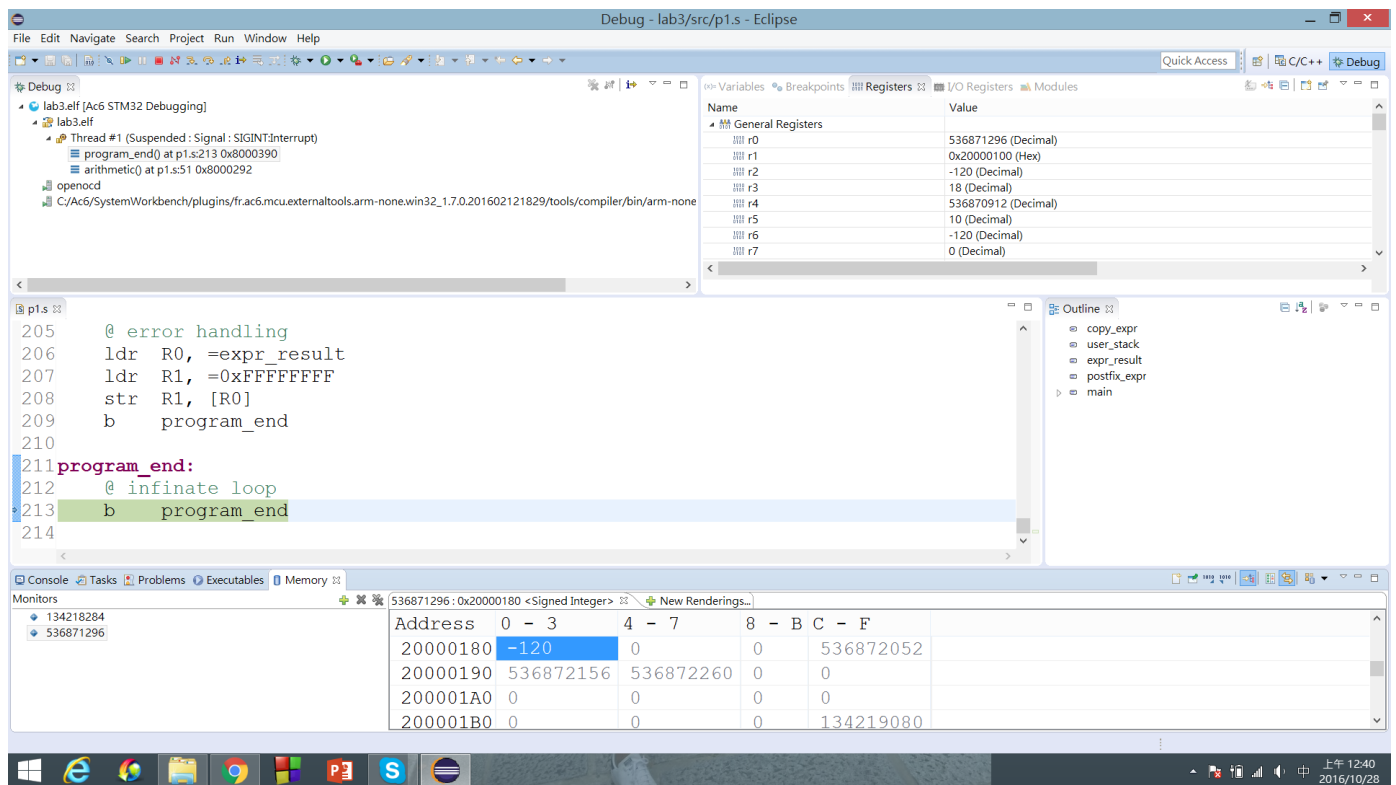 Debug - lab3/src/p1.s - Eclipse
File Edit Navigate Search Project Run Window Help
Quick Access C/C++ Debug
Debug
lab3.elf [Ac6 STM32 Debugging]
lab3.elf
Thread #1 (Suspended : Signal : SIGINT:Interrupt)
program_end() at p1.s:213 0x8000390
arithmetic() at p1.s:51 0x8000292
openocd
C:/Ac6/SystemWorkbench/plugins/fr.ac6.mcu.externaltools.arm-none.win32_1.7.0.201602121829/tools/compiler/bin/arm-none
(x)= Variables Breakpoints Registers I/O Registers Modules
Name Value
General Registers
r0 536871296 (Decimal)
r1 0x20000100 (Hex)
r2 -120 (Decimal)
r3 18 (Decimal)
r4 536870912 (Decimal)
r5 10 (Decimal)
r6 -120 (Decimal)
r7 0 (Decimal)
p1.s
205 @ error handling
206 ldr R0, =expr_result
207 ldr R1, =0xFFFFFFFF
208 str R1, [R0]
209 b program_end
210
211 program_end:
212 @ infinate loop
213 b program_end
214
Outline
copy_expr
user_stack
expr_result
postfix_expr
main
Console Tasks Problems Executables Memory
Monitors
134218284
536871296
536871296 : 0x20000180 <Signed Integer> New Renderings...
Address 0 - 3 4 - 7 8 - B C - F
20000180 -120 0 0 536872052
20000190 536872156 536872260 0 0
200001A0 0 0 0 0
200001B0 0 0 0 134219080
中 上午 12:40
2016/10/28